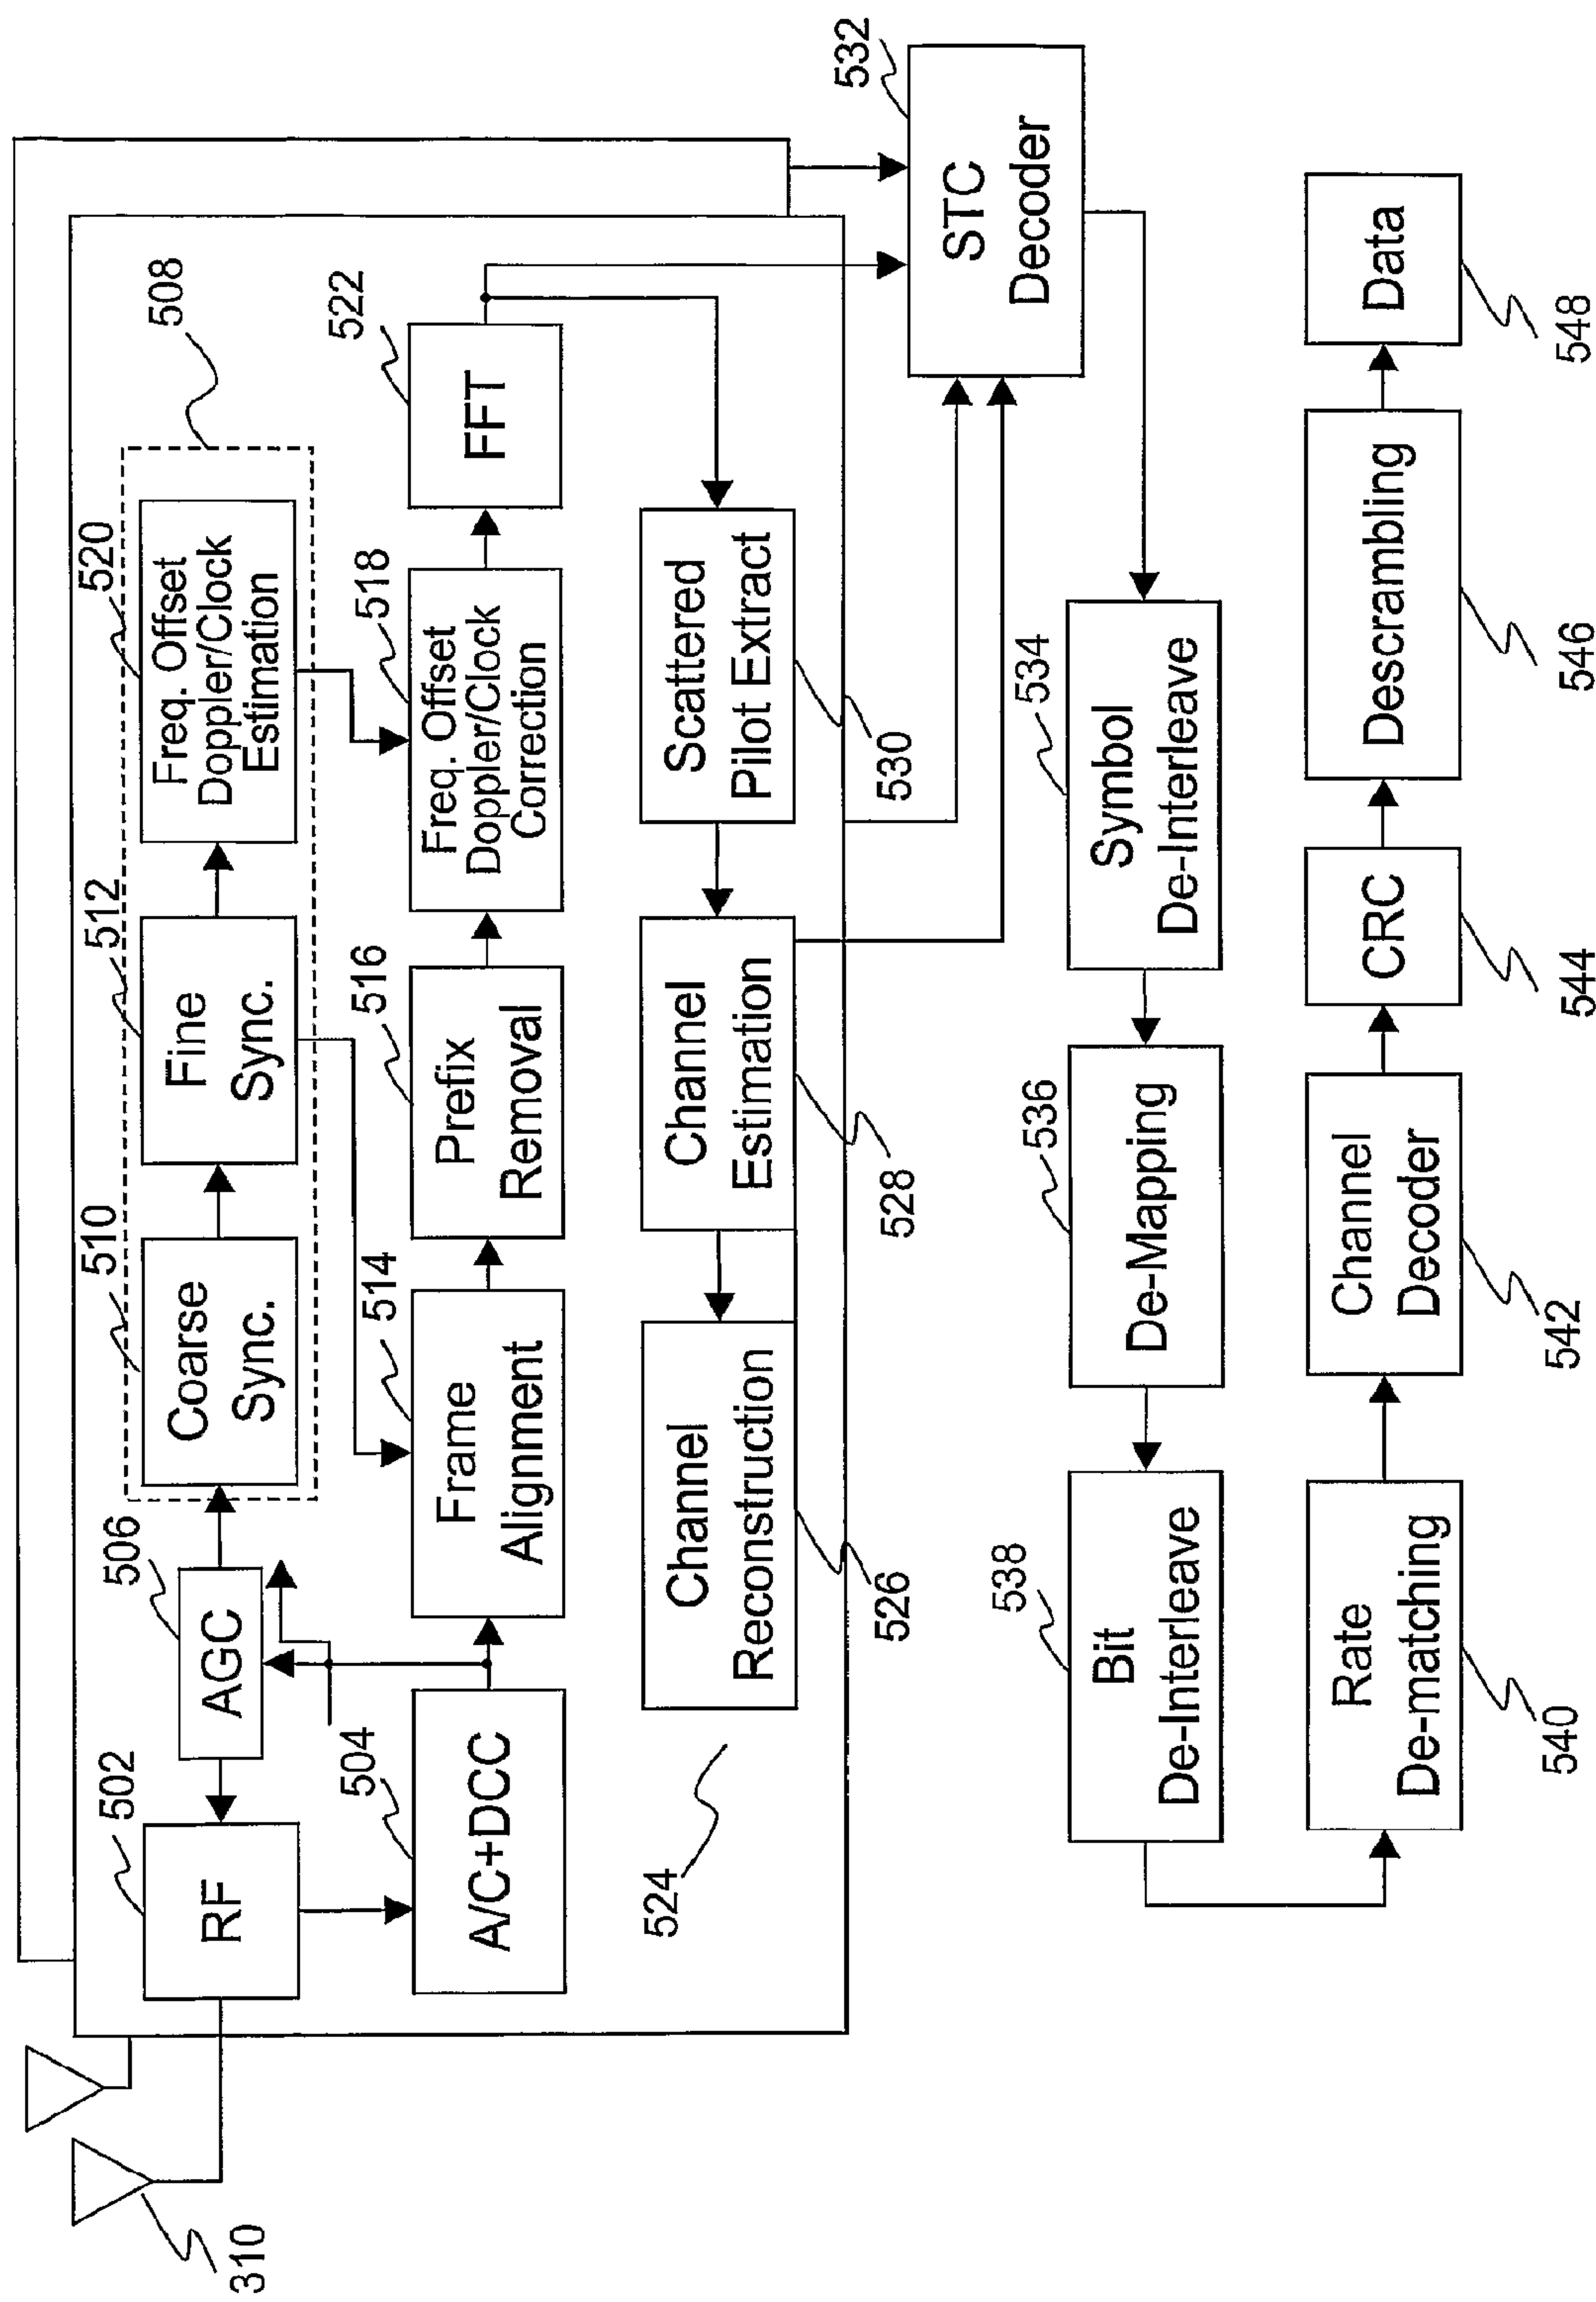 310
502
RF
506
AGC
508
510
Coarse
Sync.
512
Fine
Sync.
520
Freq. Offset
Doppler/Clock
Estimation
504
A/C+DCC
514
Frame
Alignment
516
Prefix
Removal
518
Freq. Offset
Doppler/Clock
Correction
522
FFT
524
Channel
Reconstruction
526
Channel
Estimation
528
Scattered
Pilot Extract
530
532
STC
Decoder
538
Bit
De-Interleave
536
De-Mapping
534
Symbol
De-Interleave
Rate
De-matching
540
Channel
Decoder
542
CRC
544
Descrambling
546
Data
548